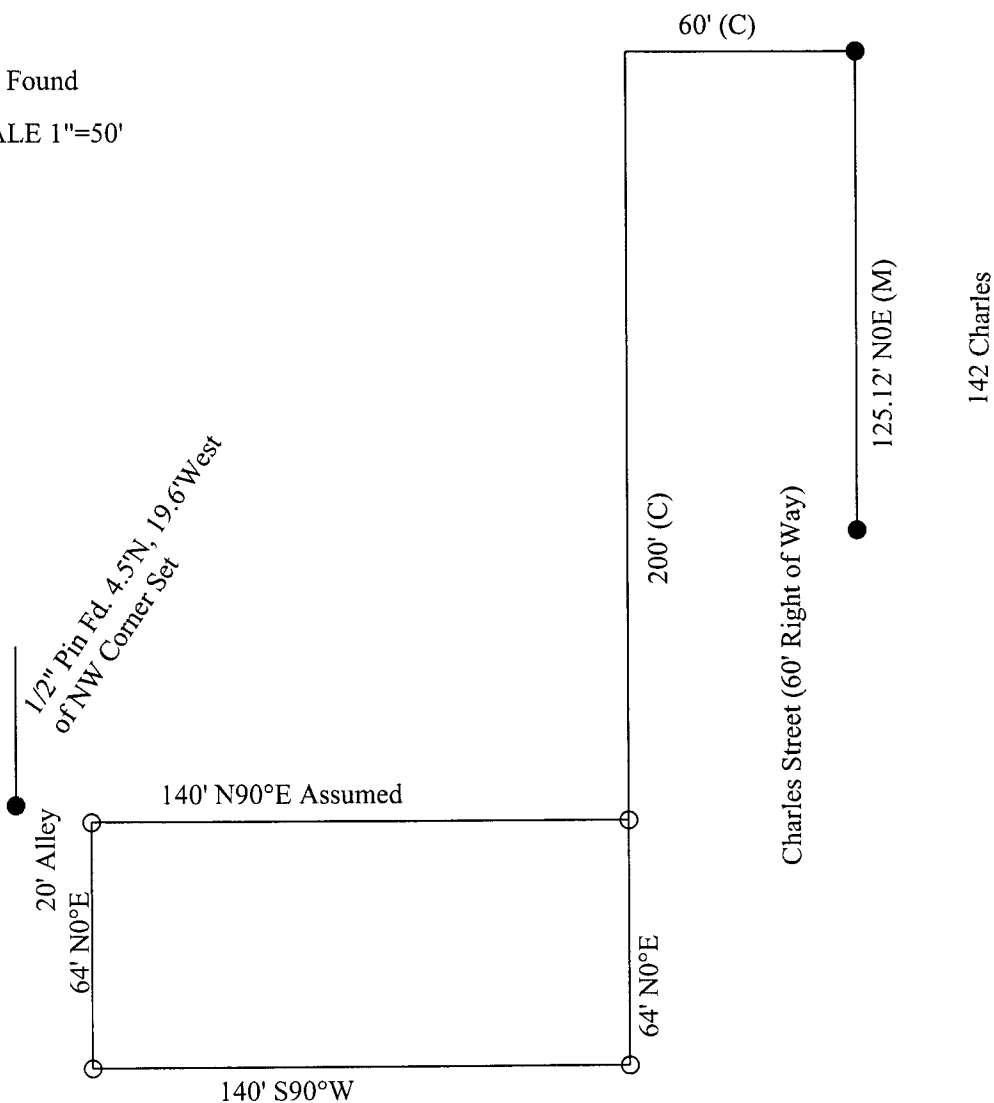 60' (C)
Found
ALE 1"=50'
125.12' N0E (M)
142 Charles
1/2" Pin Fd. 4.5'N, 19.6'West
of NW Corner Set
200' (C)
Charles Street (60' Right of Way)
140' N90°E Assumed
20' Alley
64' N0°E
64' N0°E
140' S90°W